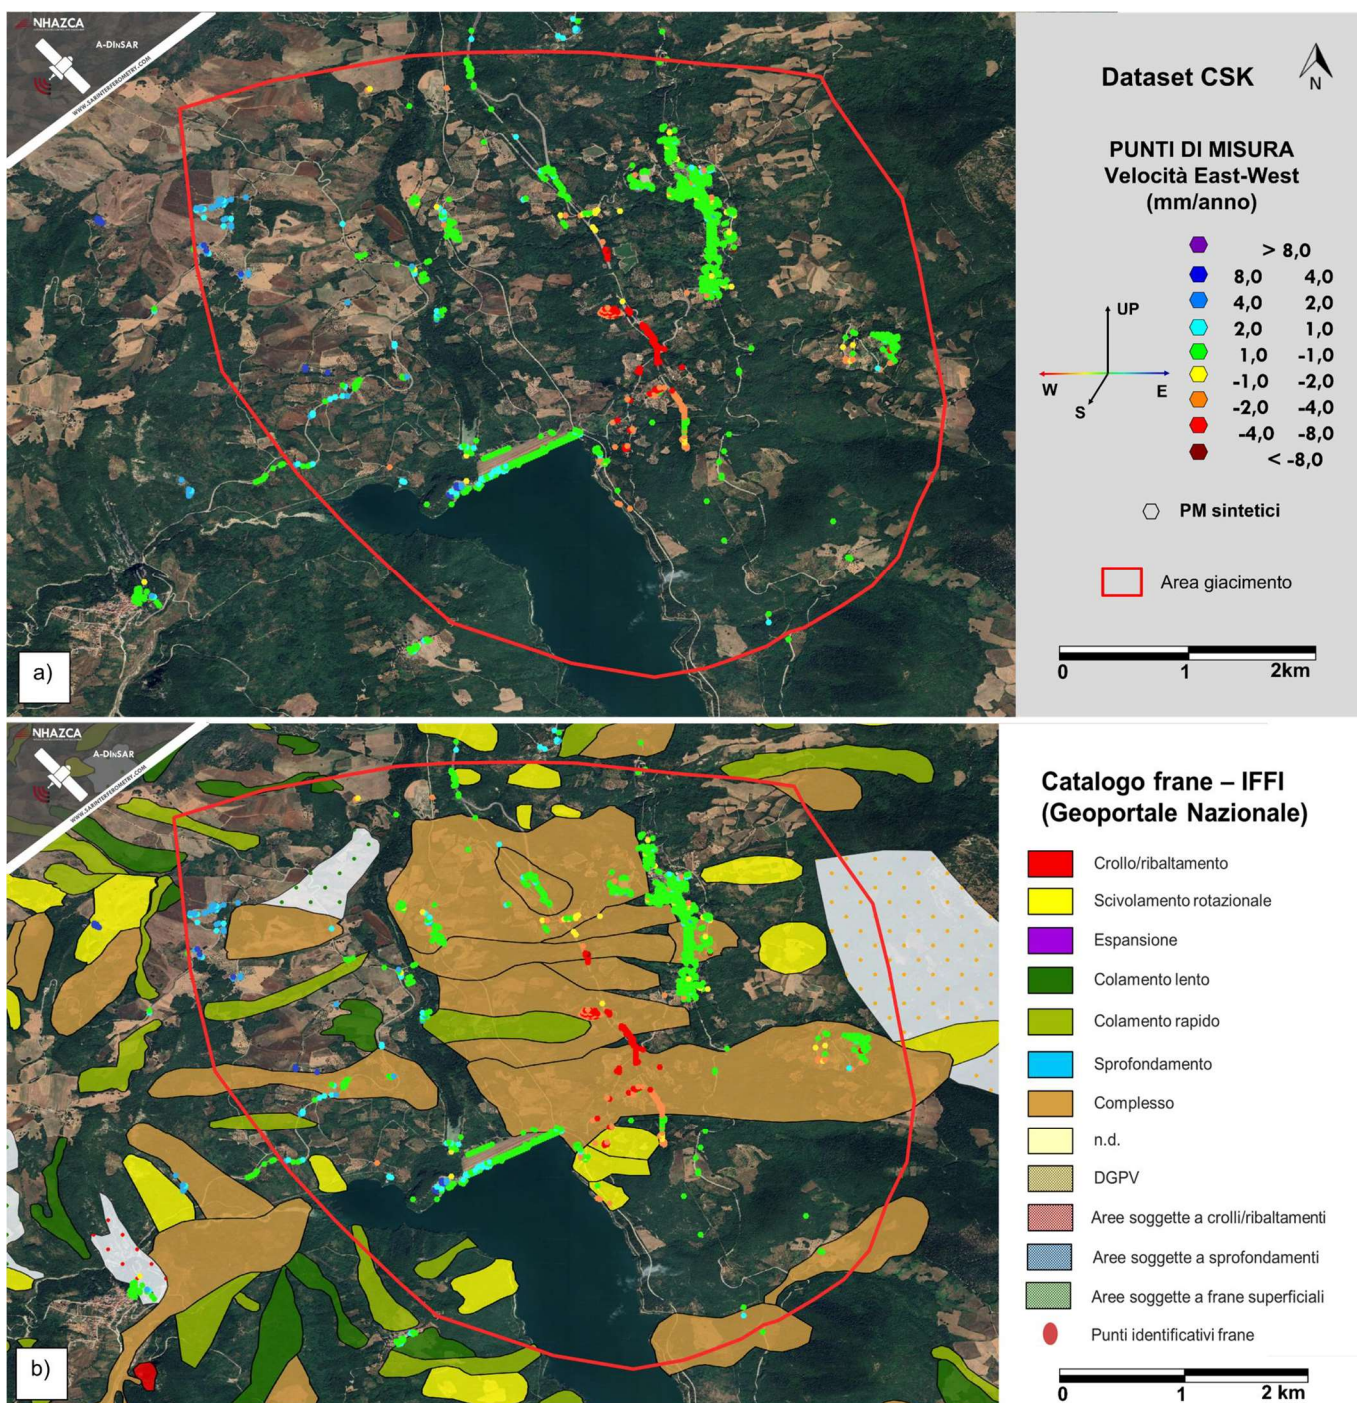 NHAZCA
A-DInSAR
WWW.SARINTERFEROMETRY.COM
a)
Dataset CSK
N
PUNTI DI MISURA
Velocità East-West
(mm/anno)
> 8,0
8,0 4,0
4,0 2,0
2,0 1,0
1,0 -1,0
-1,0 -2,0
-2,0 -4,0
-4,0 -8,0
< -8,0
UP
W
E
S
PM sintetici
Area giacimento
0 1 2km
NHAZCA
A-DInSAR
WWW.SARINTERFEROMETRY.COM
b)
Catalogo frane – IFFI
(Geoportale Nazionale)
Crollo/ribaltamento
Scivolamento rotazionale
Espansione
Colamento lento
Colamento rapido
Sprofondamento
Complesso
n.d.
DGPV
Aree soggette a crolli/ribaltamenti
Aree soggette a sprofondamenti
Aree soggette a frane superficiali
Punti identificativi frane
0 1 2 km